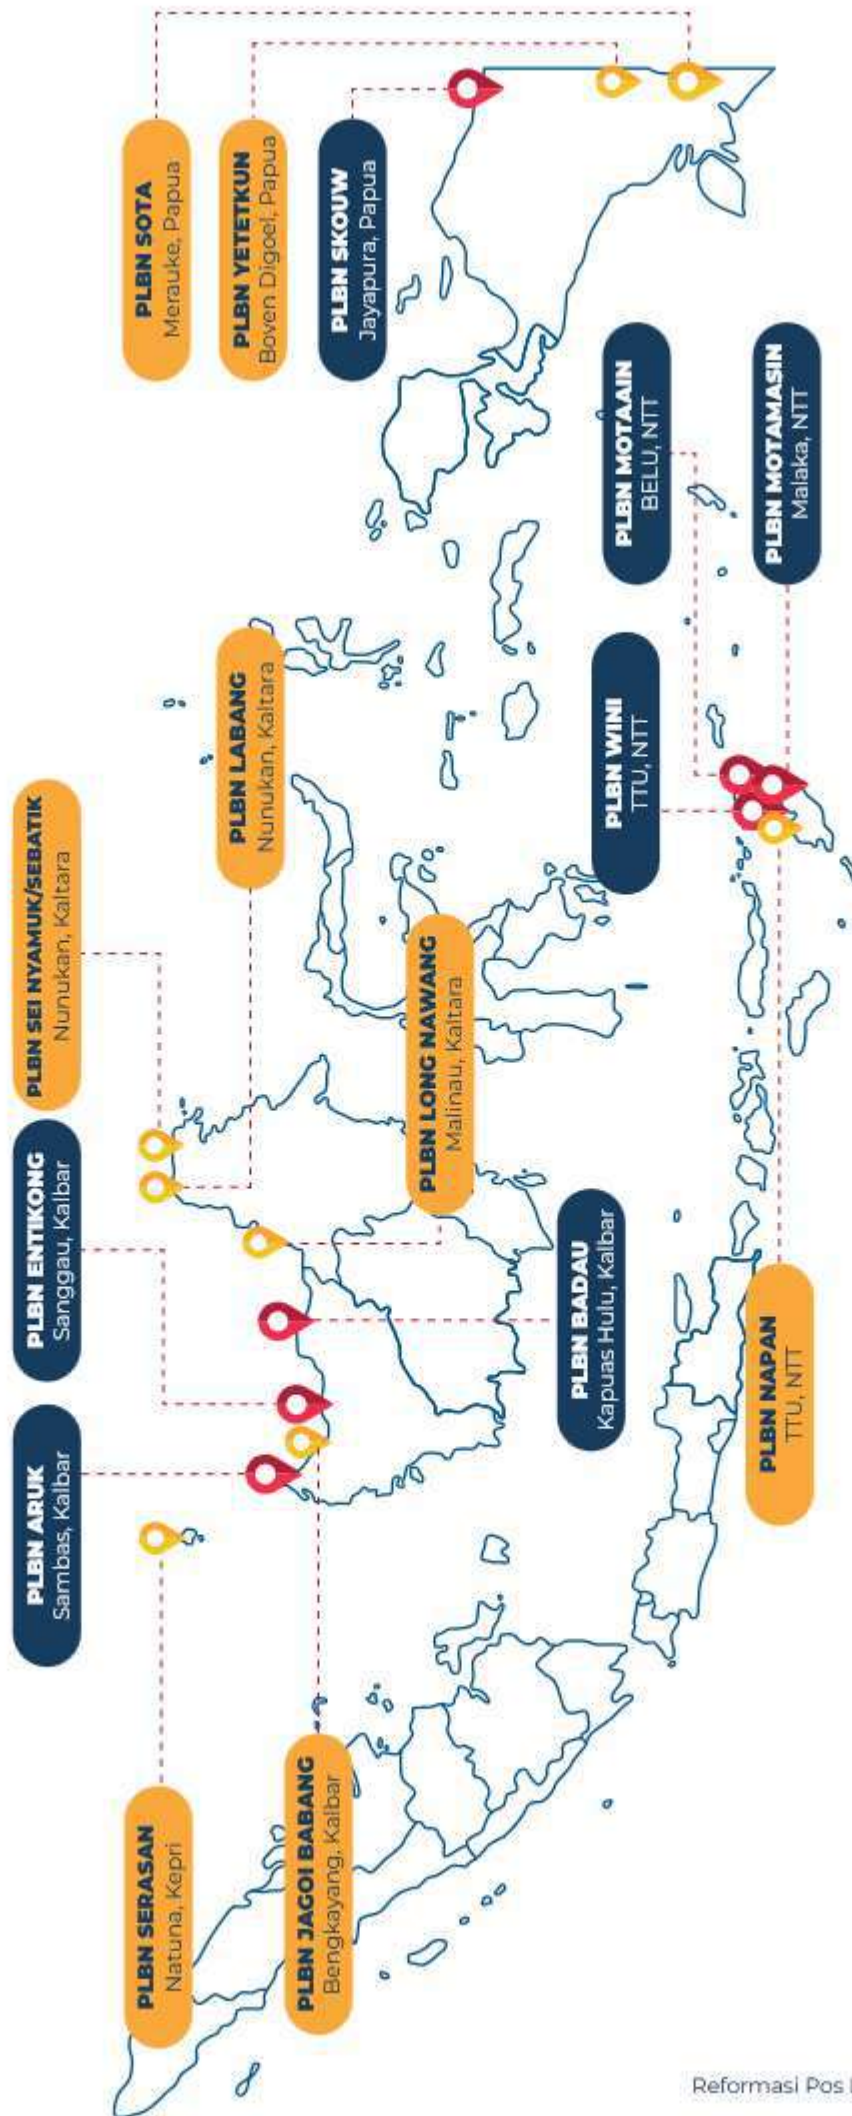 PLBN SERASAN
Natuna, Kepri
PLBN JAGOI BABANG
Bengkayang, Kalbar
PLBN ARUK
Sambas, Kalbar
PLBN ENTIKONG
Sanggau, Kalbar
PLBN SEI NYAMUK/SEBATIK
Nunukan, Kaltara
PLBN LABANG
Nunukan, Kaltara
PLBN LONG NAWANG
Malinau, Kaltara
PLBN BADAU
Kapuas Hulu, Kalbar
PLBN NAPAN
TTU, NTT
PLBN WINI
TTU, NTT
PLBN MOTAAIN
BELU, NTT
PLBN MOTAMASIN
Malaka, NTT
PLBN SOTA
Merauke, Papua
PLBN YETETKUN
Boven Digoel, Papua
PLBN SKOUW
Jayapura, Papua
Reformasi Pos